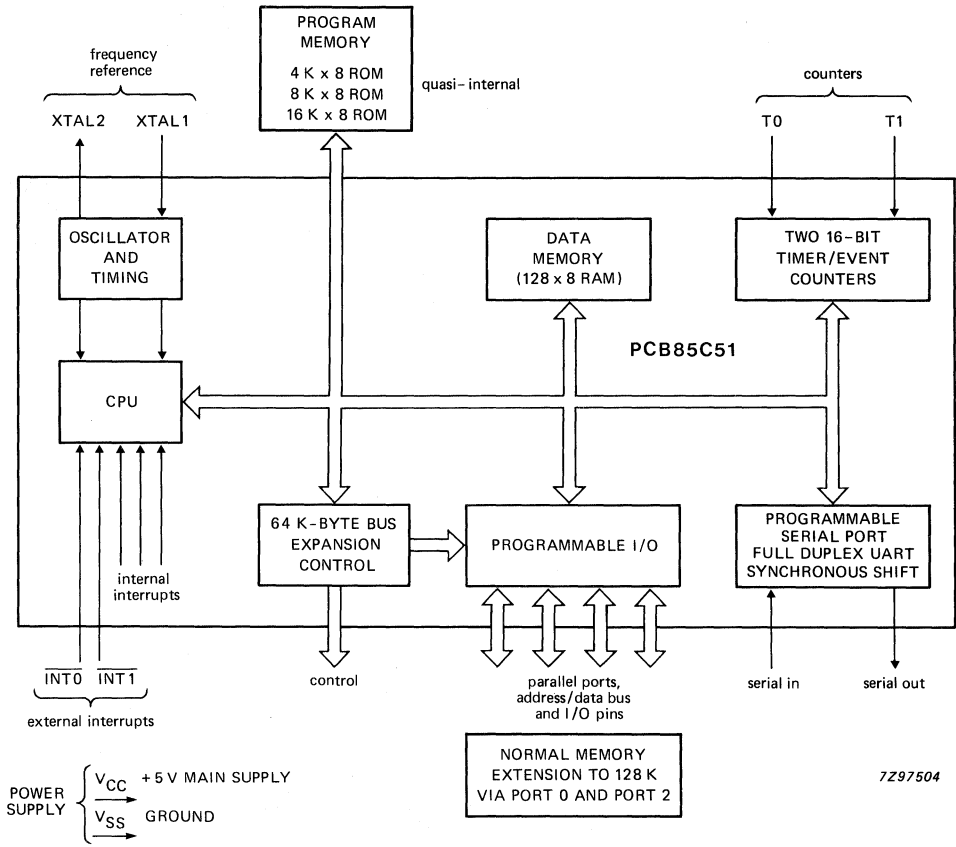 PROGRAM
MEMORY
4 K x 8 ROM
8 K x 8 ROM
16 K x 8 ROM
quasi-internal
frequency
reference
XTAL2 XTAL1
counters
T0 T1
OSCILLATOR
AND
TIMING
DATA
MEMORY
(128 x 8 RAM)
TWO 16-BIT
TIMER/EVENT
COUNTERS
PCB85C51
CPU
64 K-BYTE BUS
EXPANSION
CONTROL
PROGRAMMABLE I/O
PROGRAMMABLE
SERIAL PORT
FULL DUPLEX UART
SYNCHRONOUS SHIFT
internal
interrupts
INT0 INT1
external interrupts
control
parallel ports,
address/data bus
and I/O pins
serial in
serial out
NORMAL MEMORY
EXTENSION TO 128 K
VIA PORT 0 AND PORT 2
7Z97504
POWER
SUPPLY
VCC +5 V MAIN SUPPLY
VSS GROUND